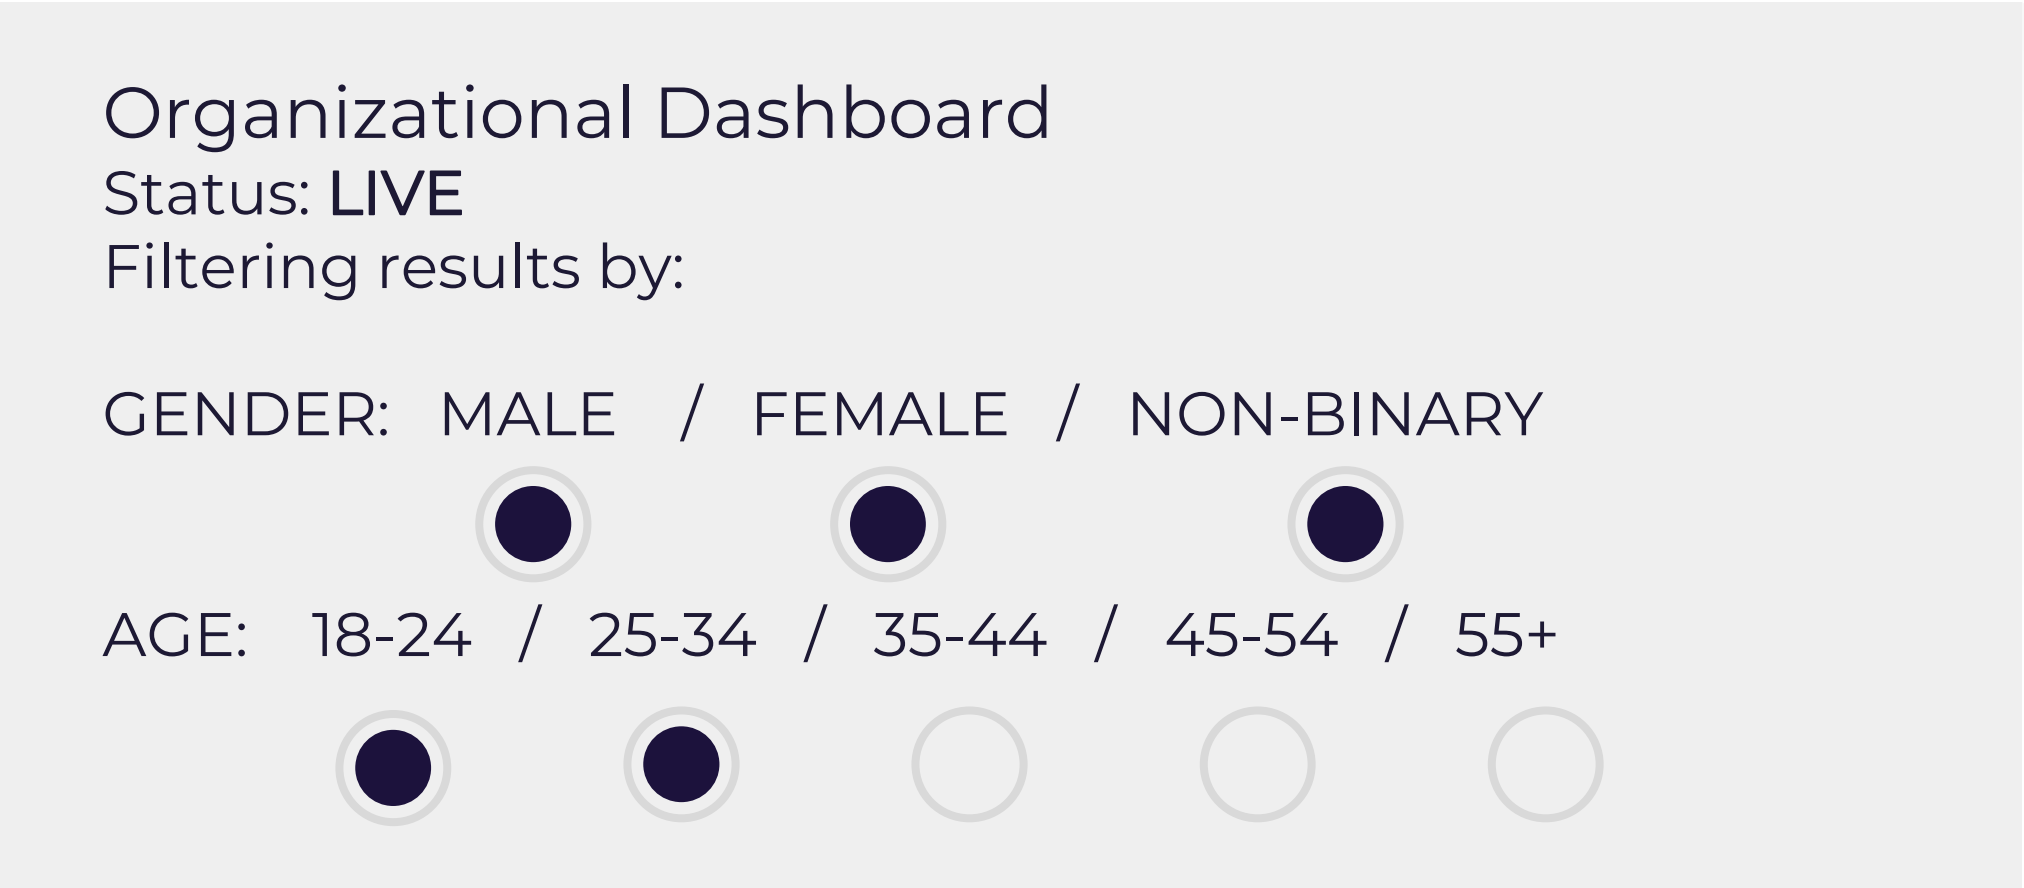 Organizational Dashboard
Status: LIVE
Filtering results by:
GENDER: MALE / FEMALE / NON-BINARY
AGE: 18-24 / 25-34 / 35-44 / 45-54 / 55+